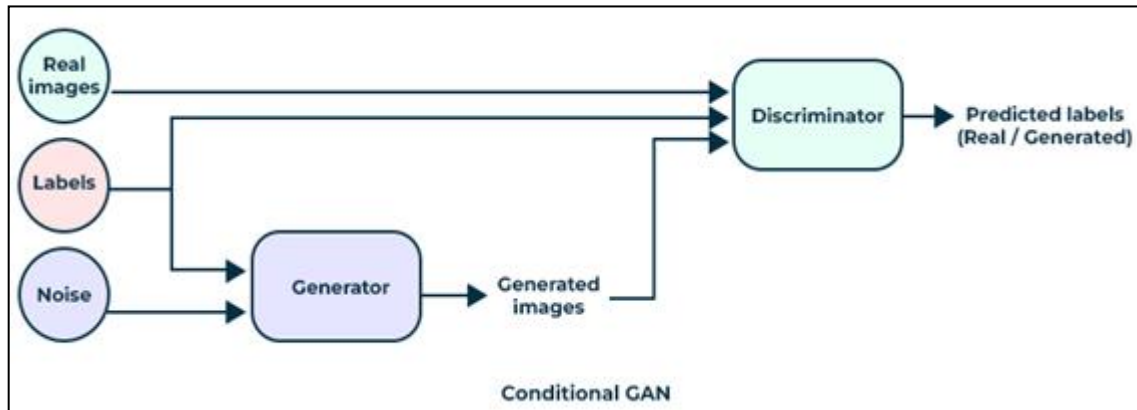 Real
images
Discriminator
Predicted labels
(Real / Generated)
Labels
Noise
Generator
Generated
images
Conditional GAN